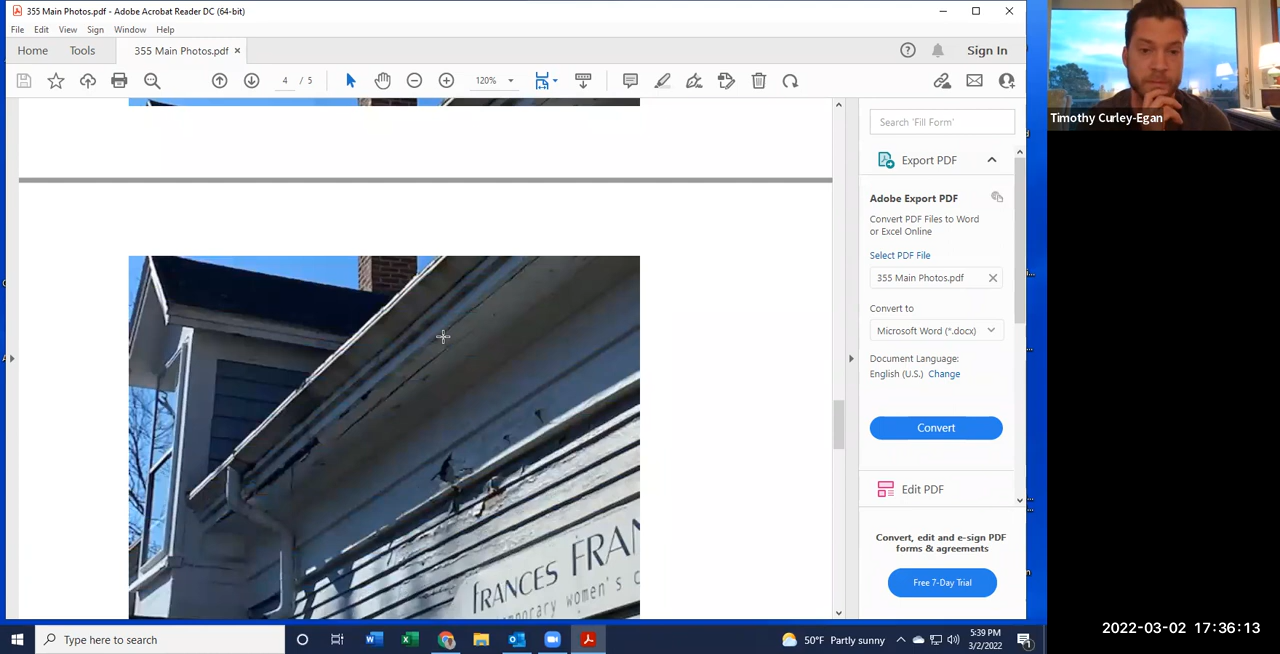 355 Main Photos.pdf - Adobe Acrobat Reader DC (64-bit)
File Edit View Sign Window Help
Home Tools 355 Main Photos.pdf × Sign In
4 / 5 120%
Search 'Fill Form'
Export PDF
Adobe Export PDF
Convert PDF Files to Word
or Excel Online
Select PDF File
355 Main Photos.pdf
Convert to
Microsoft Word (*.docx)
Document Language:
English (U.S.) Change
Convert
Edit PDF
Convert, edit and e-sign PDF
forms & agreements
Free 7-Day Trial
FRANCES FRAN
mporary women's c
Timothy Curley-Egan
Type here to search
50°F Partly sunny
5:39 PM
3/2/2022
1
2022-03-02 17:36:13